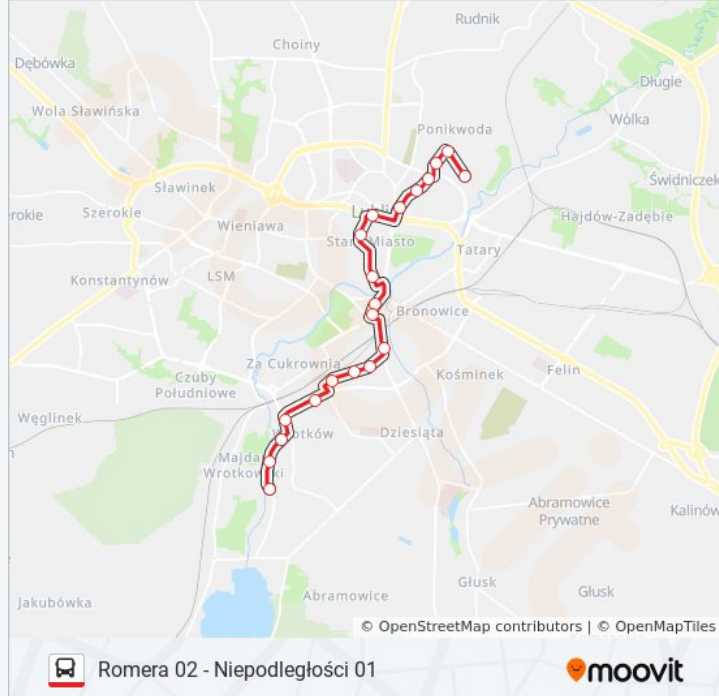 Rudnik
Choiny
Dębówka
Długie
Wola Sławińska
Ponikwoda
Wólka
Sławinek
Świdniczek
erokie
Szerokie
Lubli
Hajdów-Zadębie
Wieniawa
Stare Miasto
Tatary
Konstantynów
LSM
Bronowice
Za Cukrownią
Felin
Czuby
Południowe
Kośminek
Węglinek
Wrotków
Dziesiąta
Majdan
Wrotkowski
Abramowice
Prywatne
Kalinów
Głusk
Głusk
Jakubówka
Abramowice
© OpenStreetMap contributors | © OpenMapTiles
Romera 02 - Niepodległości 01
moovit